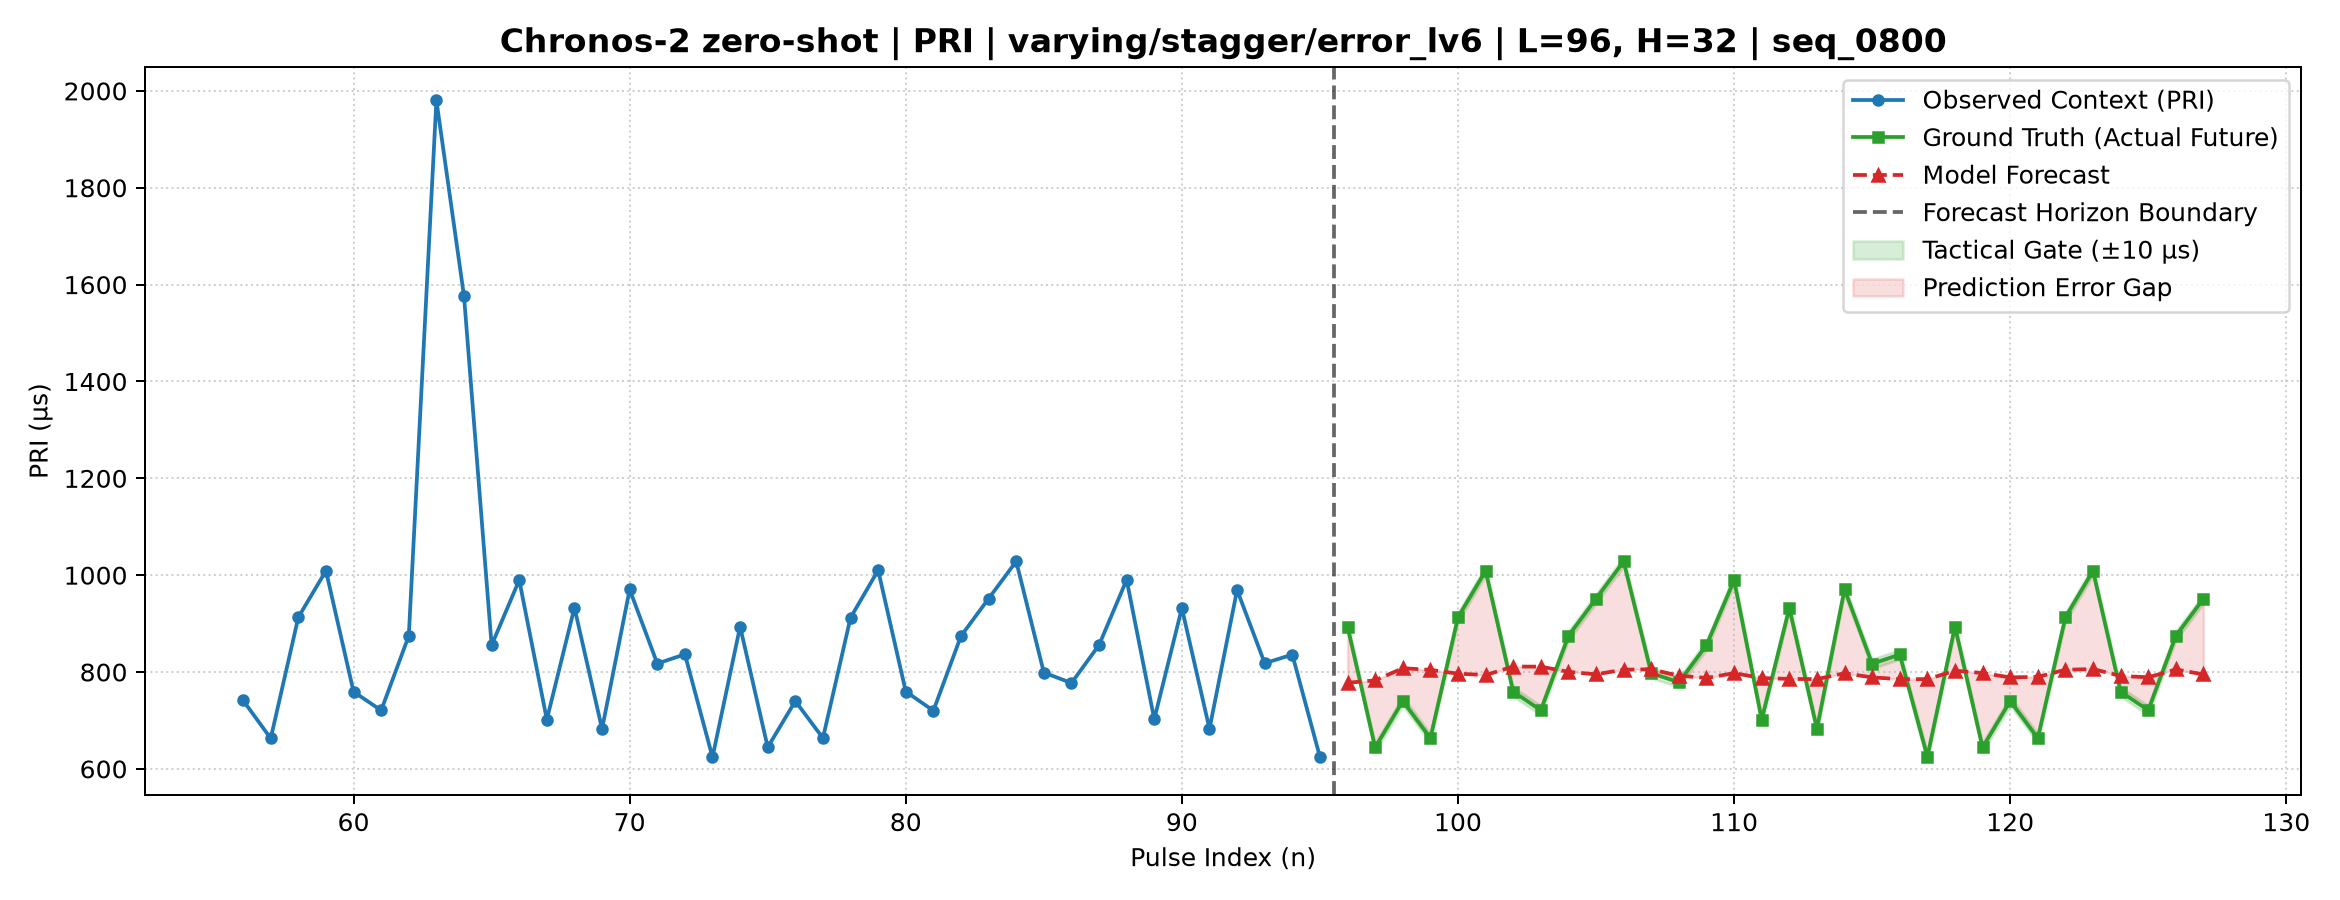 Chronos-2 zero-shot | PRI | varying/stagger/error_lv6 | L=96, H=32 | seq_0800
2000
1800
1600
1400
1200
1000
800
600
PRI (µs)
Observed Context (PRI)
Ground Truth (Actual Future)
Model Forecast
Forecast Horizon Boundary
Tactical Gate (±10 µs)
Prediction Error Gap
60 70 80 90 100 110 120 130
Pulse Index (n)